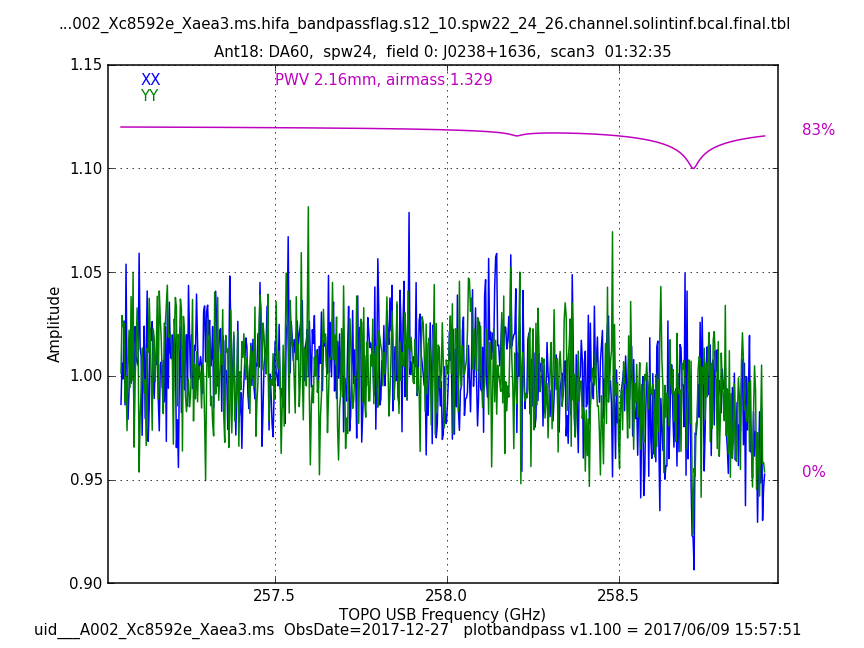 ...002_Xc8592e_Xaea3.ms.hifa_bandpassflag.s12_10.spw22_24_26.channel.solintinf.bcal.final.tbl
Ant18: DA60,  spw24,  field 0: J0238+1636,  scan3  01:32:35
1.15
XX
PWV 2.16mm, airmass 1.329
YY
83%
1.10
1.05
Amplitude
1.00
0.95
0%
0.90
257.5
258.0
258.5
TOPO USB Frequency (GHz)
uid___A002_Xc8592e_Xaea3.ms  ObsDate=2017-12-27   plotbandpass v1.100 = 2017/06/09 15:57:51